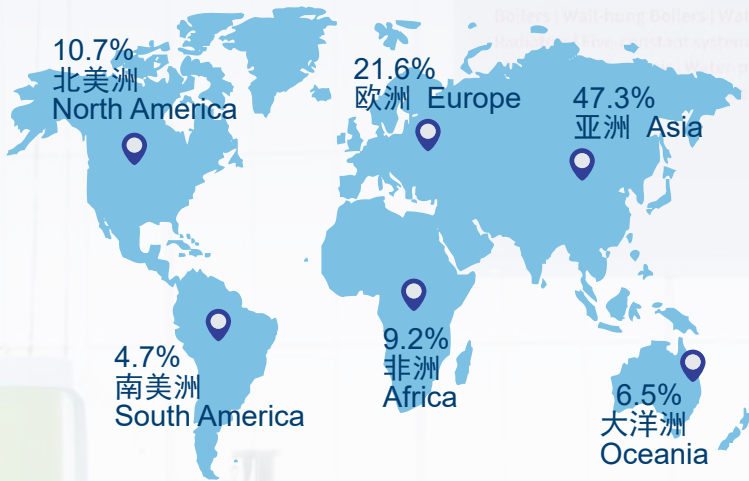 10.7%
北美洲
North America
21.6%
欧洲 Europe
47.3%
亚洲 Asia
4.7%
南美洲
South America
9.2%
非洲
Africa
6.5%
大洋洲
Oceania